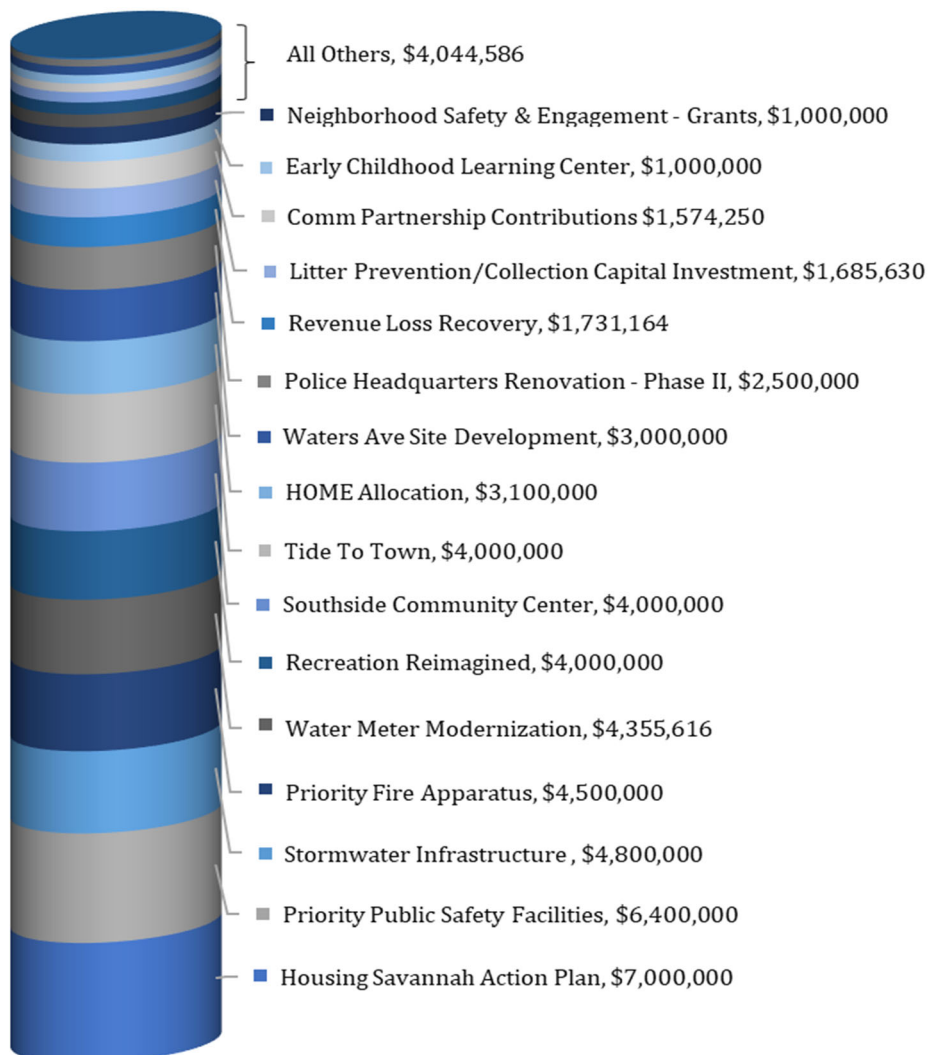 All Others, $4,044,586
Neighborhood Safety & Engagement - Grants, $1,000,000
Early Childhood Learning Center, $1,000,000
Comm Partnership Contributions $1,574,250
Litter Prevention/Collection Capital Investment, $1,685,630
Revenue Loss Recovery, $1,731,164
Police Headquarters Renovation - Phase II, $2,500,000
Waters Ave Site Development, $3,000,000
HOME Allocation, $3,100,000
Tide To Town, $4,000,000
Southside Community Center, $4,000,000
Recreation Reimagined, $4,000,000
Water Meter Modernization, $4,355,616
Priority Fire Apparatus, $4,500,000
Stormwater Infrastructure , $4,800,000
Priority Public Safety Facilities, $6,400,000
Housing Savannah Action Plan, $7,000,000